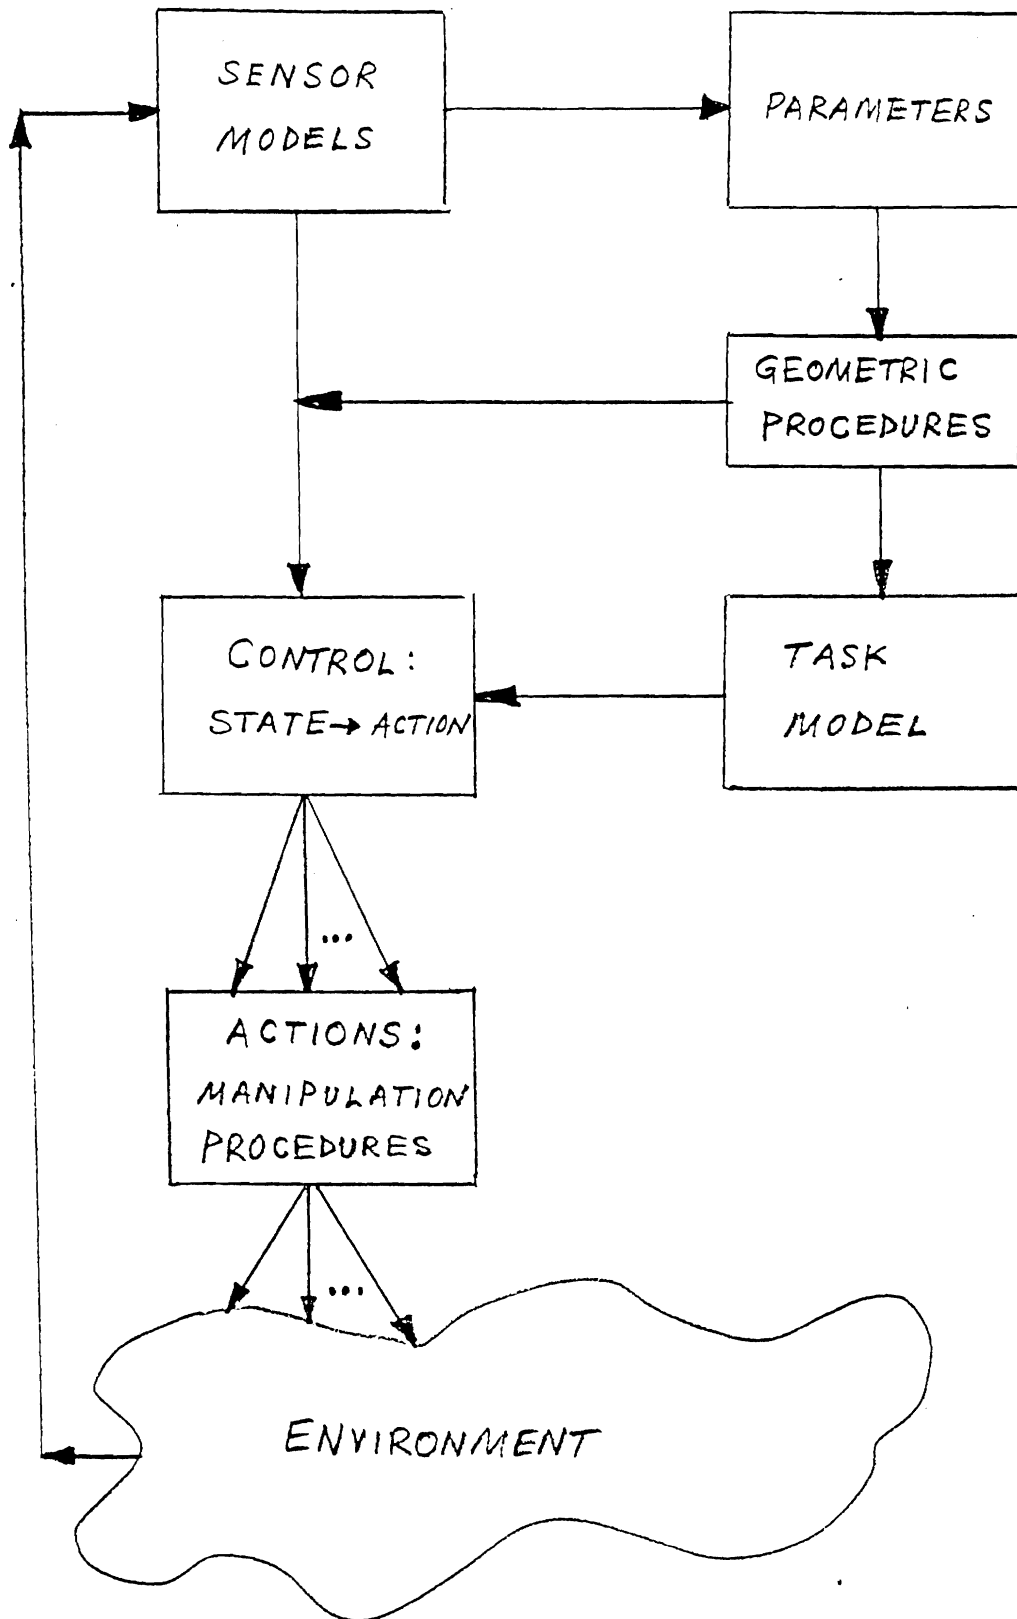 SENSOR
MODELS
PARAMETERS
GEOMETRIC
PROCEDURES
CONTROL:
STATE→ ACTION
TASK
MODEL
...
ACTIONS:
MANIPULATION
PROCEDURES
...
ENVIRONMENT